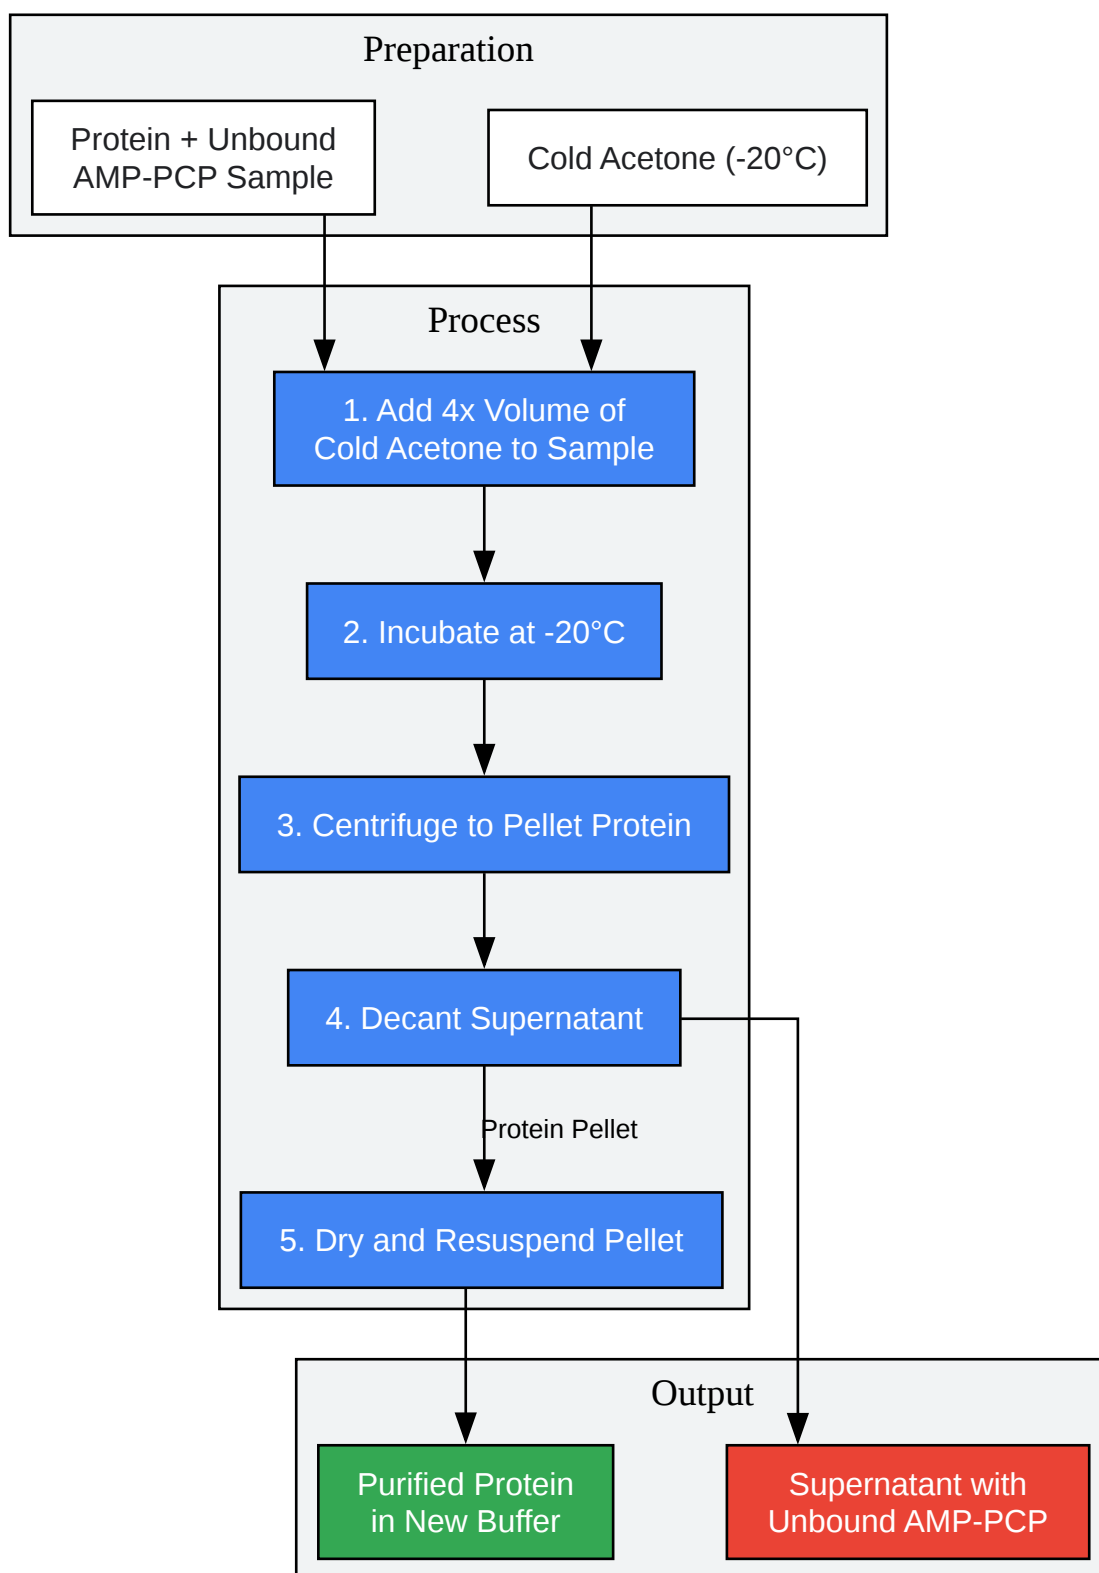 Preparation
Protein + Unbound
AMP-PCP Sample
Cold Acetone (-20°C)
Process
1. Add 4x Volume of
Cold Acetone to Sample
2. Incubate at -20°C
3. Centrifuge to Pellet Protein
4. Decant Supernatant
Protein Pellet
5. Dry and Resuspend Pellet
Output
Purified Protein
in New Buffer
Supernatant with
Unbound AMP-PCP